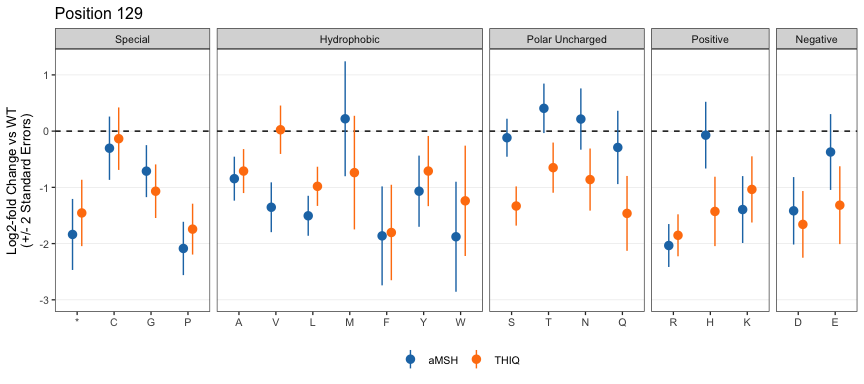 Position 129
Special
Hydrophobic
Polar Uncharged
Positive
Negative
Log2-fold Change vs WT
(+/- 2 Standard Errors)
1
0
-1
-2
-3
* C G P
A V L M F Y W
S T N Q
R H K
D E
aMSH
THIQ